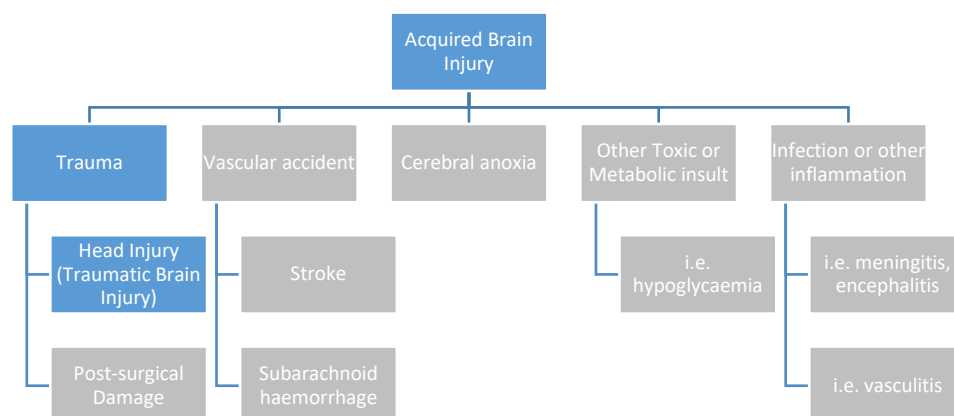 Acquired Brain
Injury
Trauma
Vascular accident
Cerebral anoxia
Other Toxic or
Metabolic insult
Infection or other
inflammation
Head Injury
(Traumatic Brain
Injury)
Stroke
i.e.
hypoglycaemia
i.e. meningitis,
encephalitis
Post-surgical
Damage
Subarachnoid
haemorrhage
i.e. vasculitis